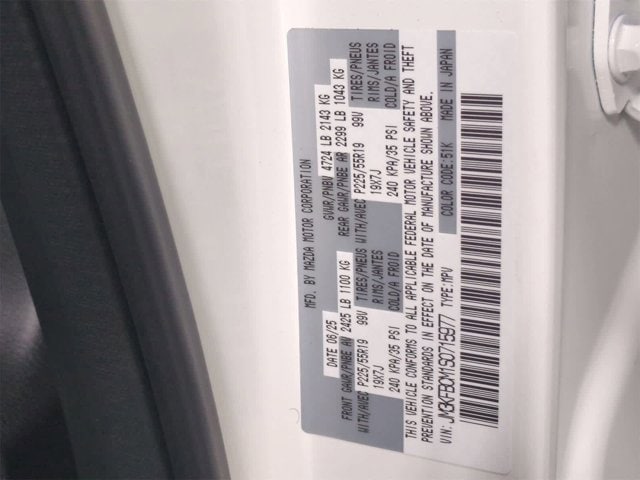 MFD. BY MAZDA MOTOR CORPORATION
DATE 06/25 GVWR/PNBV 4724 LB 2143 KG
FRONT GAWR/PNBE AV 2425 LB 1100 KG REAR GAWR/PNBE AR 2299 LB 1043 KG
WITH/AVEC P225/55R19 99V TIRES/PNEUS WITH/AVEC P225/55R19 99V TIRES/PNEUS
19X7J RIMS/JANTES 19X7J RIMS/JANTES
240 KPA/35 PSI COLD/A FROID 240 KPA/35 PSI COLD/A FROID
THIS VEHICLE CONFORMS TO ALL APPLICABLE FEDERAL MOTOR VEHICLE SAFETY AND THEFT
PREVENTION STANDARDS IN EFFECT ON THE DATE OF MANUFACTURE SHOWN ABOVE.
VIN: JM3KFBCM1S0715977 TYPE:MPV COLOR CODE:51K MADE IN JAPAN